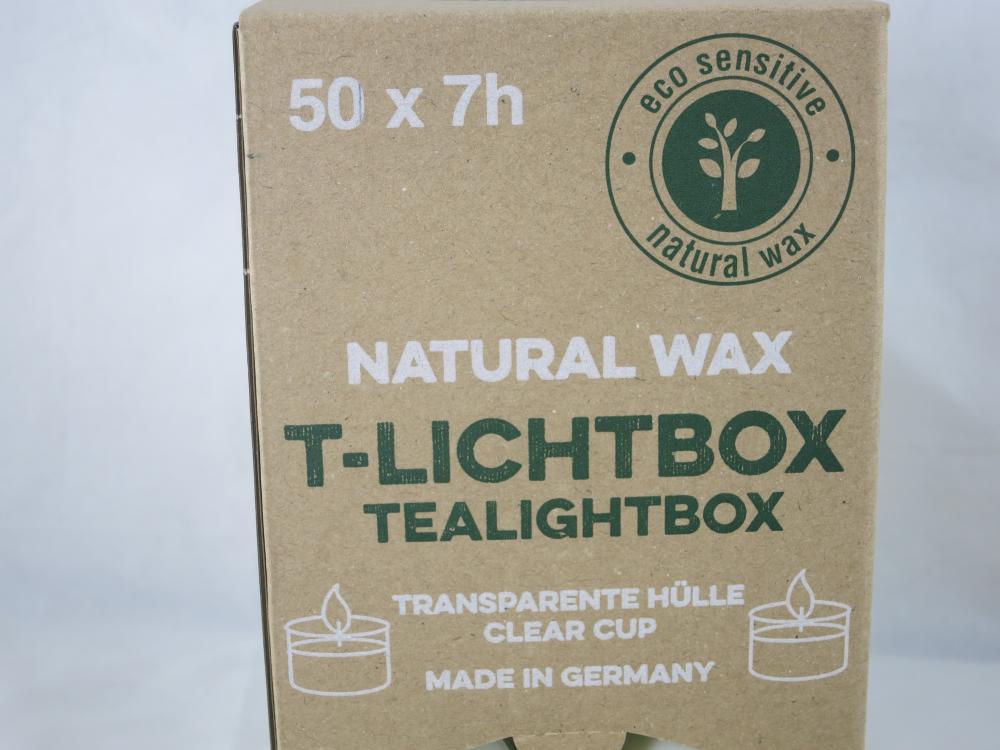 50 x 7h
eco sensitive
natural wax
NATURAL WAX
T-LICHTBOX
TEALIGHTBOX
TRANSPARENTE HÜLLE
CLEAR CUP
MADE IN GERMANY